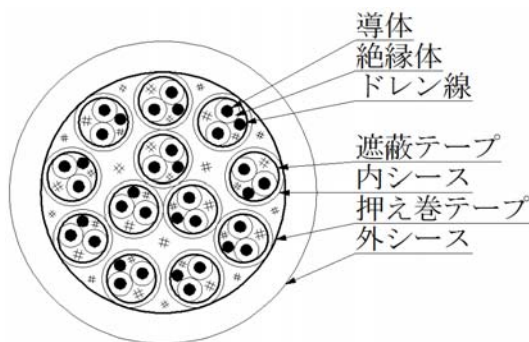 導体
絶縁体
ドレン線
遮蔽テープ
内シース
押え巻テープ
外シース